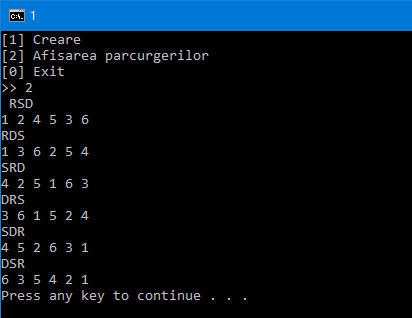 C:\. 1
[1] Creare
[2] Afisarea parcurgerilor
[0] Exit
>> 2
RSD
1 2 4 5 3 6
RDS
1 3 6 2 5 4
SRD
4 2 5 1 6 3
DRS
3 6 1 5 2 4
SDR
4 5 2 6 3 1
DSR
6 3 5 4 2 1
Press any key to continue . . .